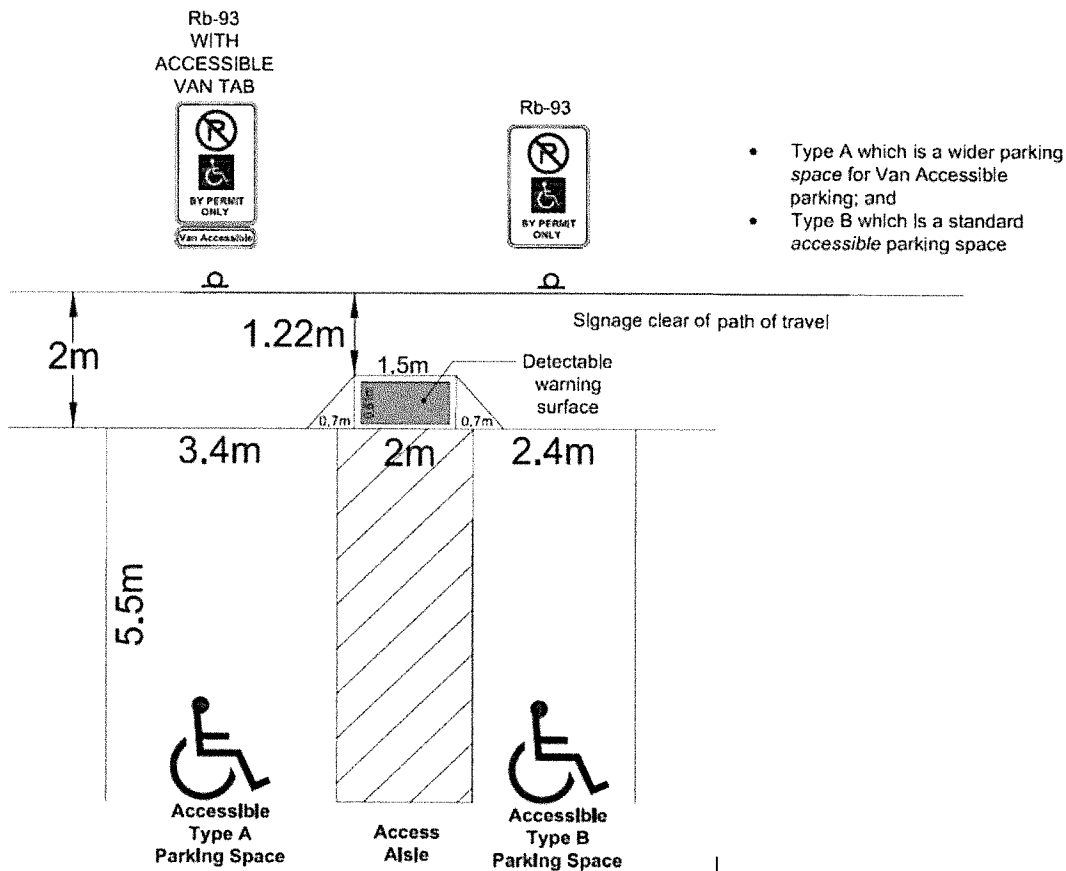 Rb-93
WITH
ACCESSIBLE
VAN TAB
BY PERMIT
ONLY
Van Accessible
Rb-93
BY PERMIT
ONLY
• Type A which is a wider parking
space for Van Accessible
parking; and
• Type B which is a standard
accessible parking space
2m
1.22m
Signage clear of path of travel
1.5m
Detectable
warning
surface
0.7m
0.7m
3.4m
2m
2.4m
5.5m
Accessible
Type A
Parking Space
Access
Aisle
Accessible
Type B
Parking Space